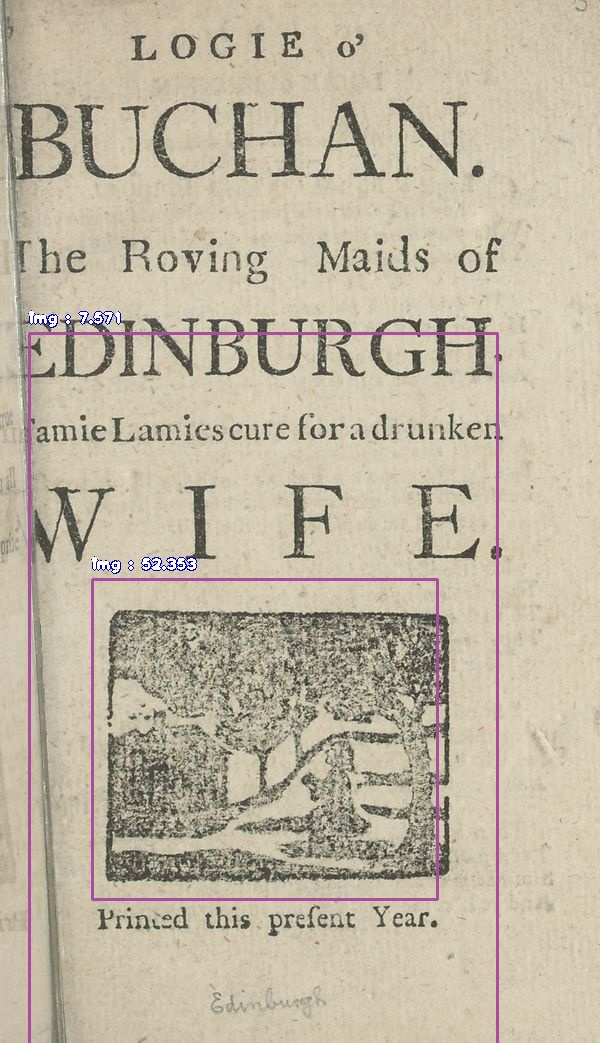 LOGIE o'
BUCHAN.
The Roving Maids of
img : 7.571
EDINBURGH.
Jamie Lamies cure for a drunken
WIFE.
img : 52.353
Printed this preſent Year.
Edinburgh